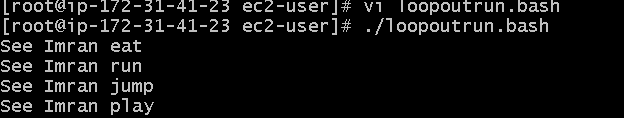 [root@ip-172-31-41-23 ec2-user]# vi loopoutrun.bash
[root@ip-172-31-41-23 ec2-user]# ./loopoutrun.bash
See Imran eat
See Imran run
See Imran jump
See Imran play